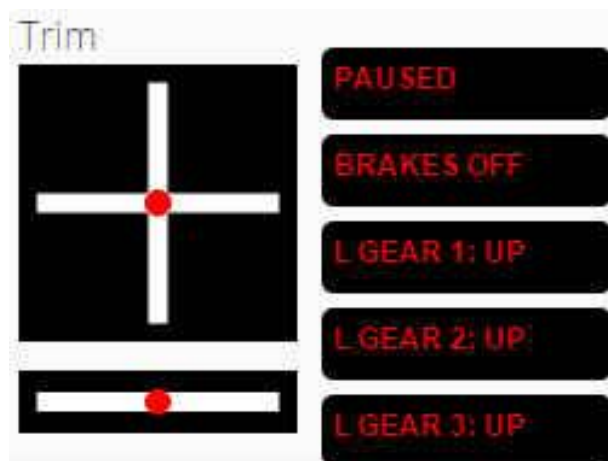 Trim
PAUSED
BRAKES OFF
L GEAR 1: UP
L GEAR 2: UP
L GEAR 3: UP